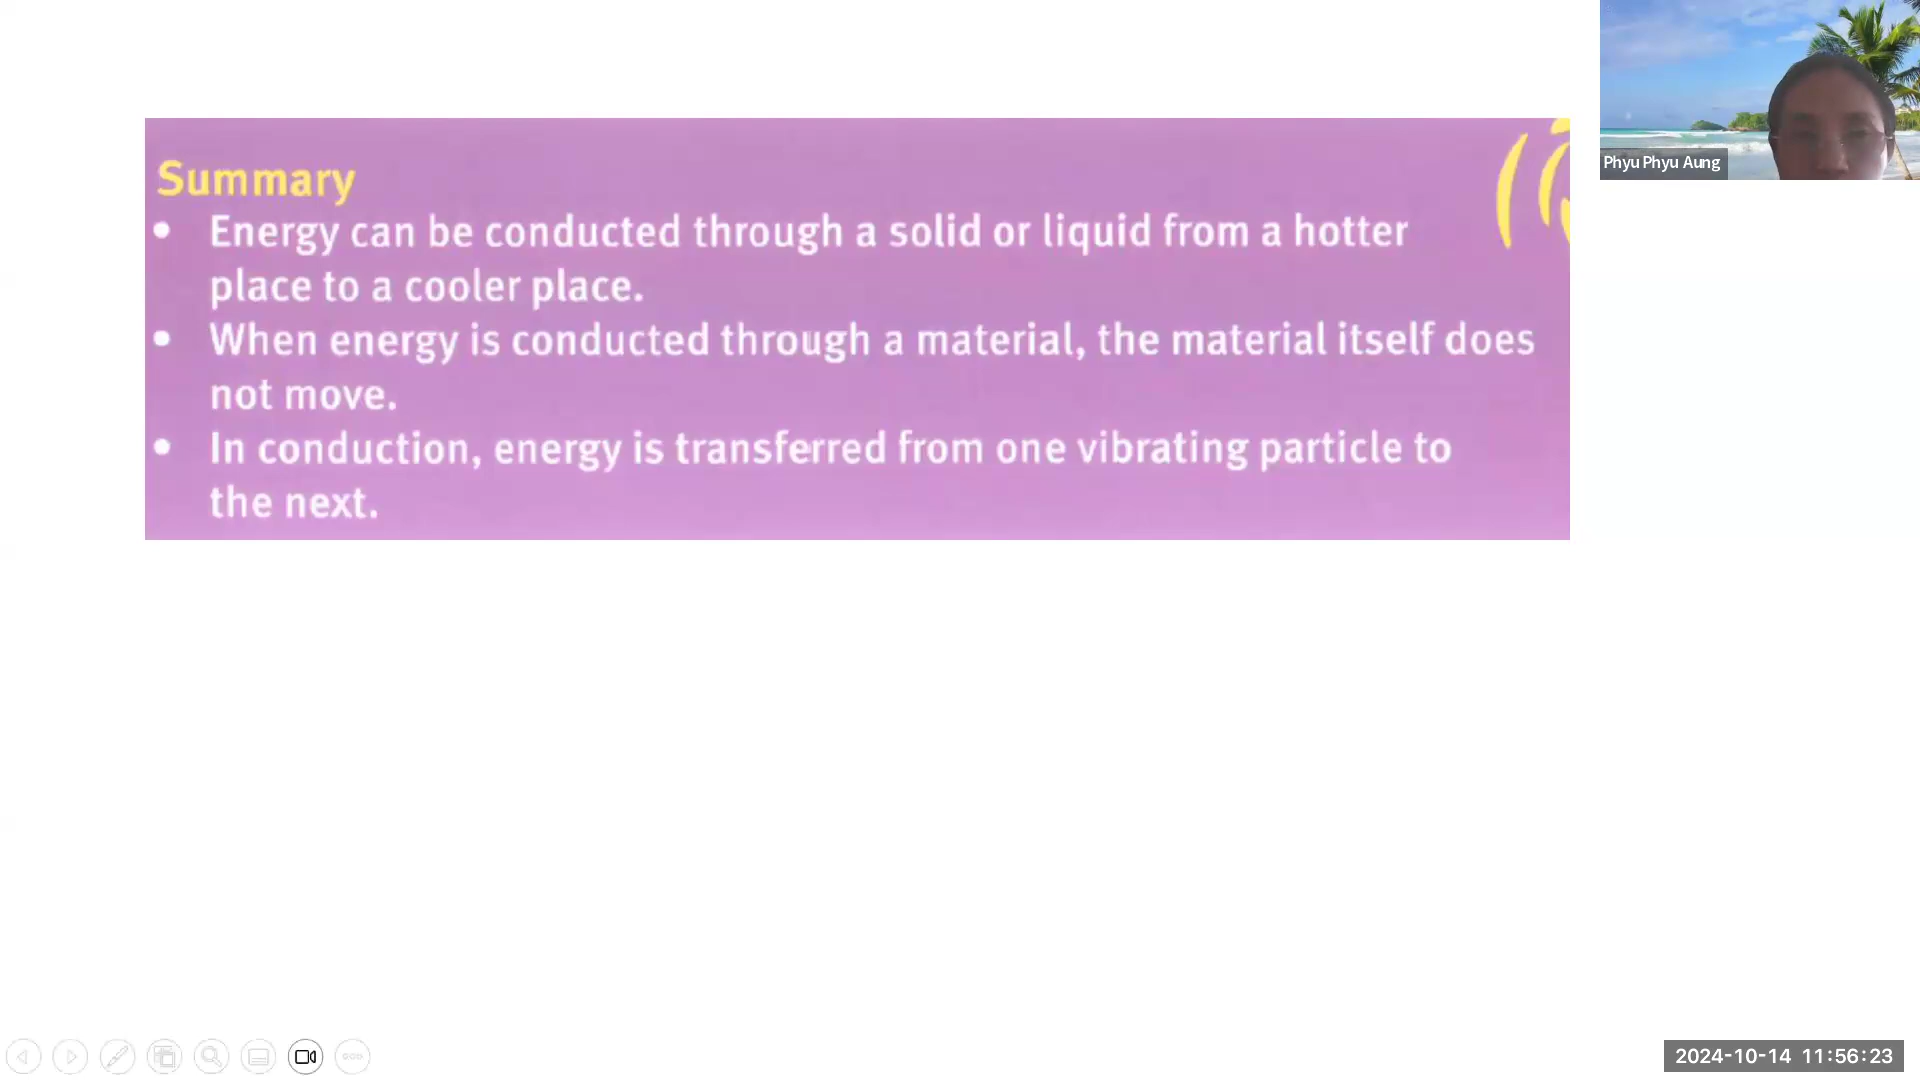 Summary
• Energy can be conducted through a solid or liquid from a hotter
place to a cooler place.
• When energy is conducted through a material, the material itself does
not move.
• In conduction, energy is transferred from one vibrating particle to
the next.
Phyu Phyu Aung
2024-10-14 11:56:23